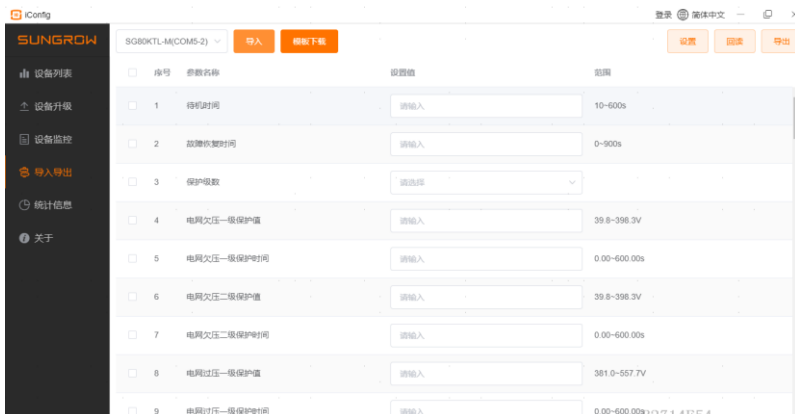 iConfig 登录 简体中文
SUNGROW
SG80KTL-M(COM5-2) 导入 模板下载 设置 回读 导出
设备列表
设备升级
设备监控
导入导出
统计信息
关于
序号 参数名称 设置值 范围
1 待机时间 请输入 10~600s
2 故障恢复时间 请输入 0~900s
3 保护级数 请选择
4 电网欠压一级保护值 请输入 39.8~398.3V
5 电网欠压一级保护时间 请输入 0.00~600.00s
6 电网欠压二级保护值 请输入 39.8~398.3V
7 电网欠压二级保护时间 请输入 0.00~600.00s
8 电网过压一级保护值 请输入 381.0~557.7V
9 电网过压一级保护时间 请输入 0.00~600.00s